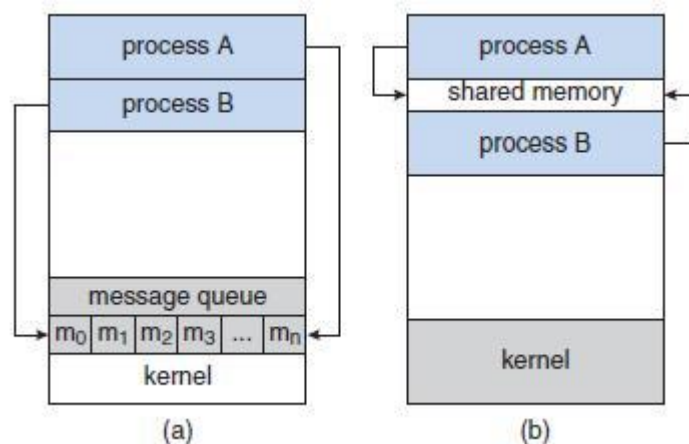 process A
process B
message queue
m₀ m₁ m₂ m₃ ... mₙ
kernel
(a)
process A
shared memory
process B
kernel
(b)